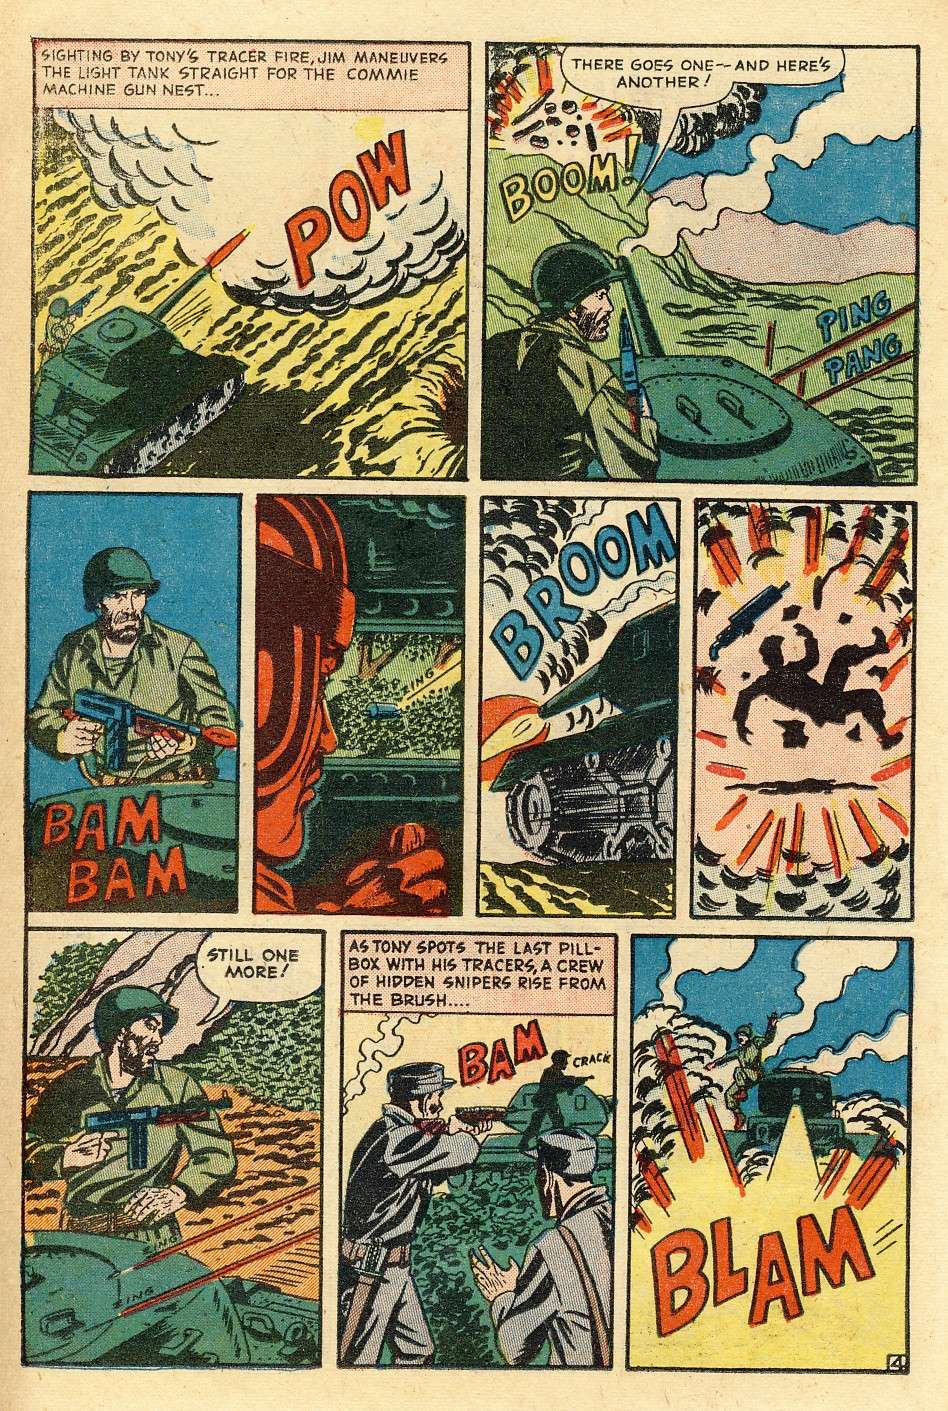 SIGHTING BY TONY'S TRACER FIRE, JIM MANEUVERS
THE LIGHT TANK STRAIGHT FOR THE COMMIE
MACHINE GUN NEST...
POW
THERE GOES ONE--AND HERE'S
ANOTHER!
BOOM!
PING
PANG
BAM
BAM
ZING
BROOM
STILL ONE
MORE!
ZING
AS TONY SPOTS THE LAST PILL-
BOX WITH HIS TRACERS, A CREW
OF HIDDEN SNIPERS RISE FROM
THE BRUSH....
BAM
CRACK
BLAM
4